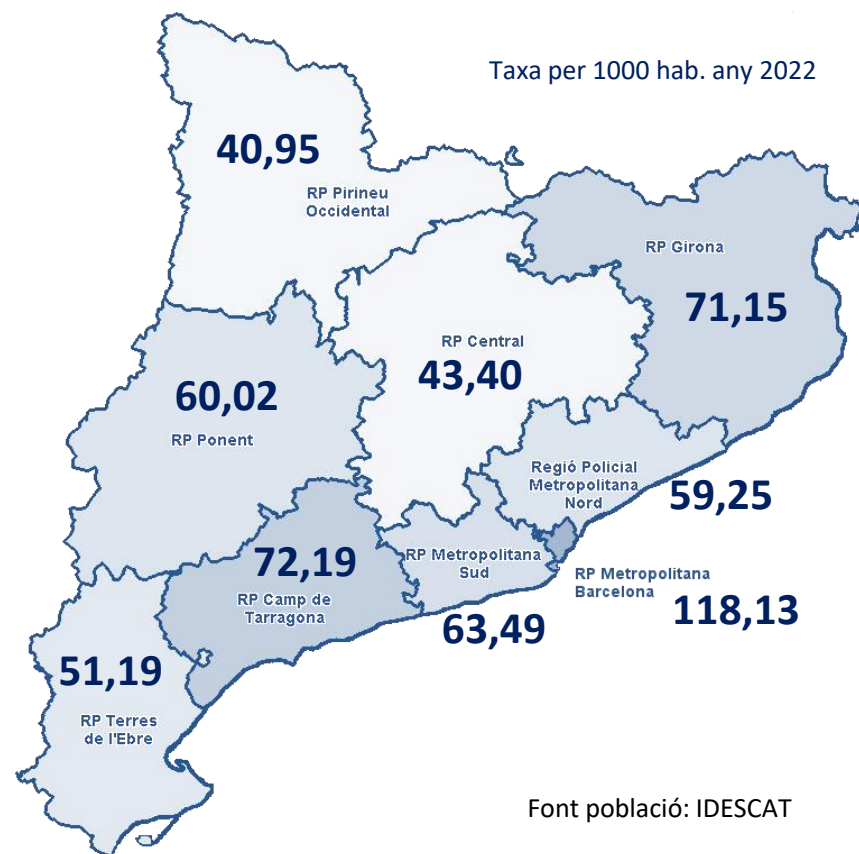 Taxa per 1000 hab. any 2022
40,95
RP Pirineu
Occidental
RP Girona
71,15
RP Central
43,40
60,02
RP Ponent
Regió Policial
Metropolitana
Nord
59,25
72,19
RP Camp de
Tarragona
RP Metropolitana
Sud
63,49
RP Metropolitana
Barcelona
118,13
51,19
RP Terres
de l'Ebre
Font població: IDESCAT